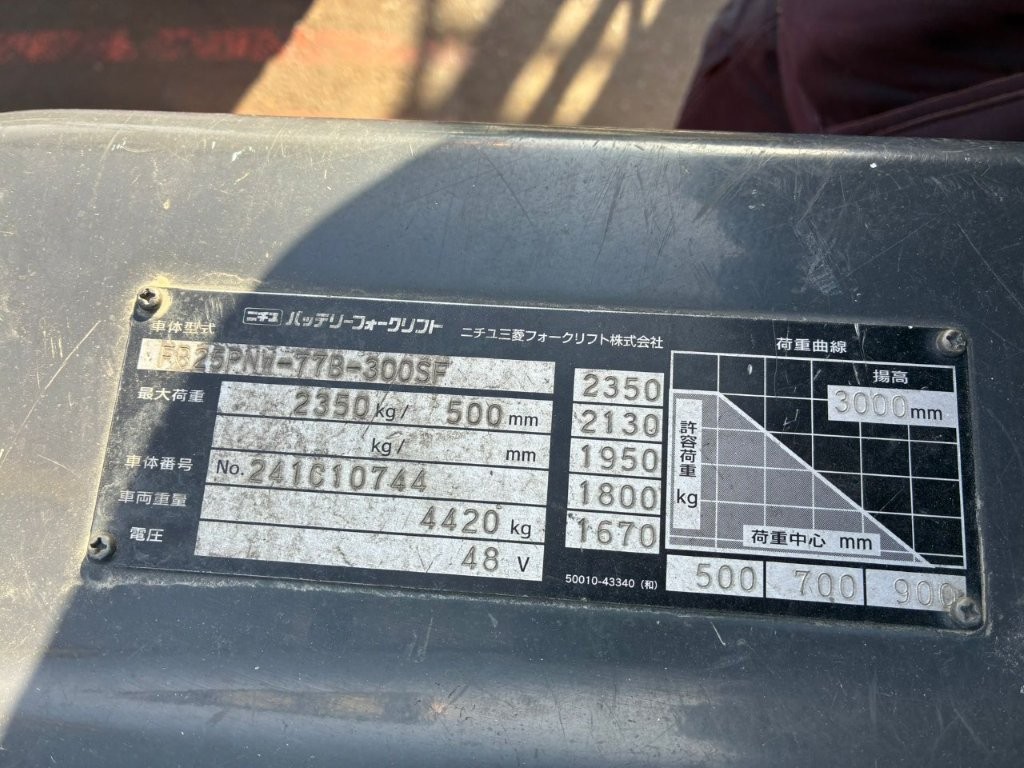 ニチユ バッテリーフォークリフト ニチユ三菱フォークリフト株式会社
車体型式 FB25PNW-77B-300SF
最大荷重 2350 kg/ 500 mm
kg/ mm
車体番号 No. 241C10744
車両重量 4420 kg
電圧 48 V
50010-43340 (和)
荷重曲線
揚高
3000 mm
2350
2130
1950
1800
1670
許容荷重 kg
荷重中心 mm
500 700 900